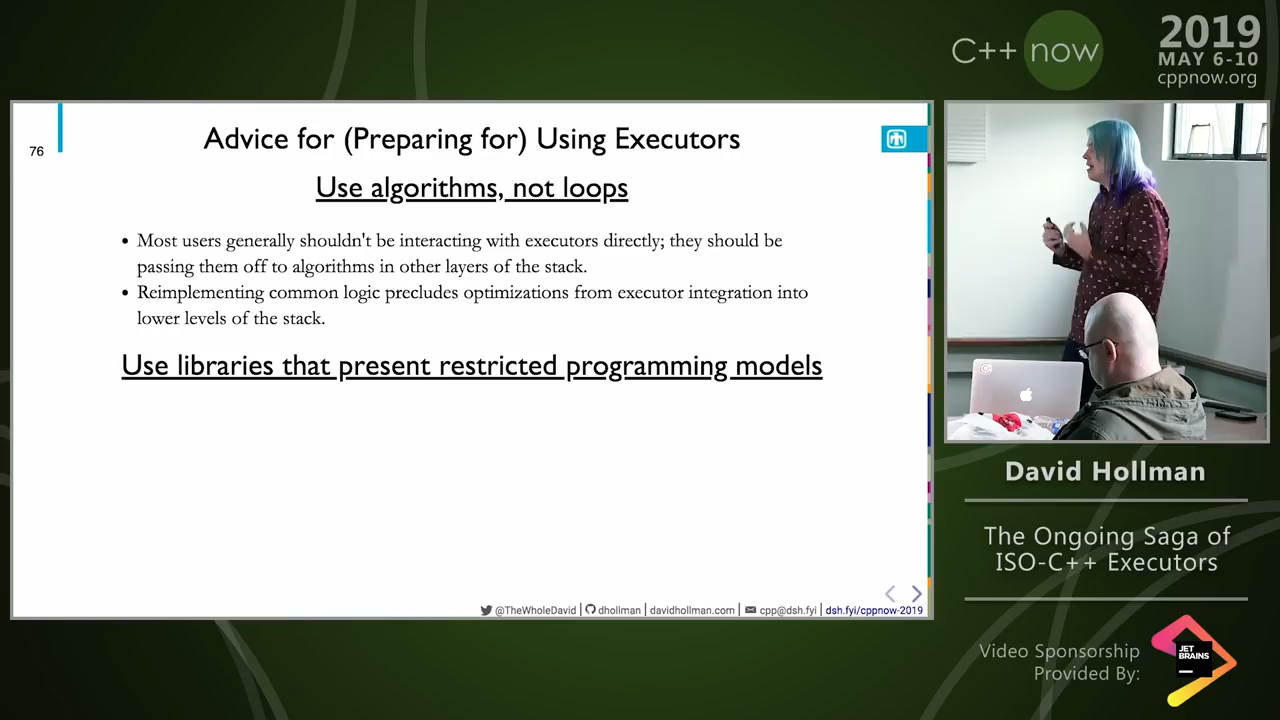 C++ now
2019
MAY 6-10
cppnow.org
76
Advice for (Preparing for) Using Executors
Use algorithms, not loops
• Most users generally shouldn't be interacting with executors directly; they should be
passing them off to algorithms in other layers of the stack.
• Reimplementing common logic precludes optimizations from executor integration into
lower levels of the stack.
Use libraries that present restricted programming models
@TheWholeDavid | dhollman | davidhollman.com | cpp@dsh.fyi | dsh.fyi/cppnow-2019
David Hollman
The Ongoing Saga of
ISO-C++ Executors
Video Sponsorship
Provided By:
JET
BRAINS